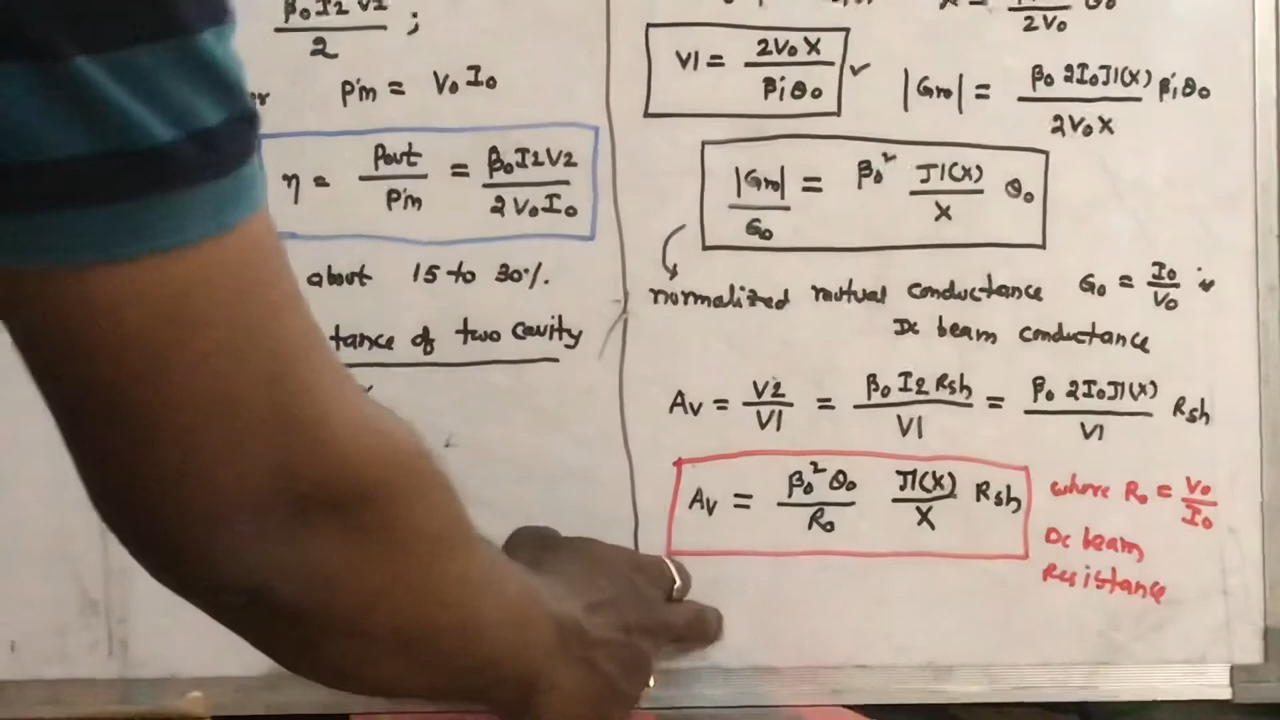 β₀I2V2 / 2 ;
Pin = V₀I₀
η = Pout / Pin = β₀I2V2 / 2V₀I₀
about 15 to 30%.
tance of two cavity
2V₀
V1 = 2V₀X / βiθ₀ ✓
|Gm| = β₀ 2I₀J1(X) βiθ₀ / 2V₀X
|Gm| / G₀ = β₀² J1(X) / X θ₀
normalized mutual conductance G₀ = I₀ / V₀ is
DC beam conductance
Av = V2 / V1 = β₀ I2 Rsh / V1 = β₀ 2I₀J1(X) / V1 Rsh
Av = β₀²θ₀ / R₀ J1(X) / X Rsh
where R₀ = V₀ / I₀
DC beam
Resistance